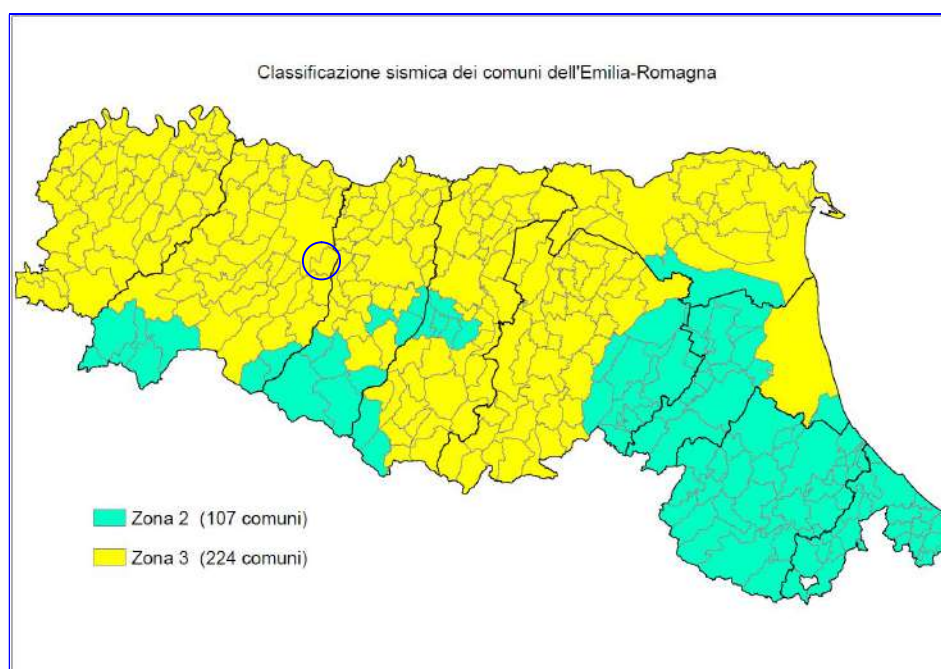 Classificazione sismica dei comuni dell'Emilia-Romagna
Zona 2 (107 comuni)
Zona 3 (224 comuni)